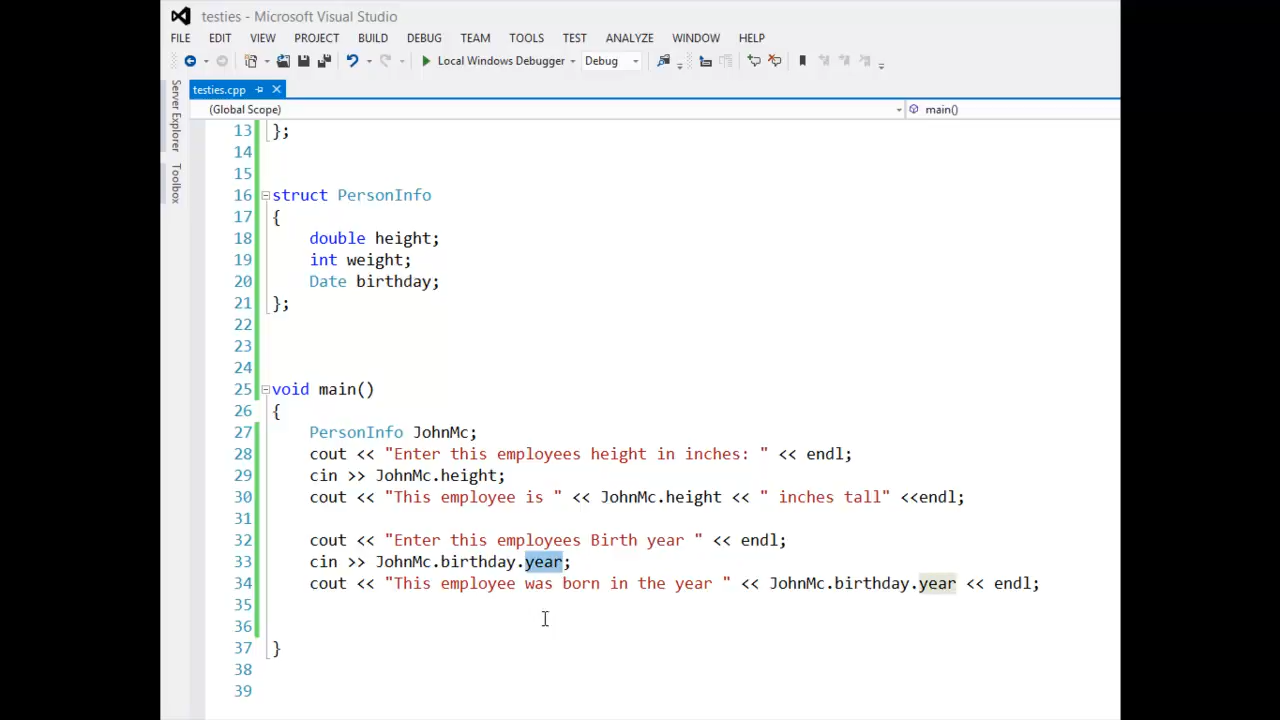 testies - Microsoft Visual Studio
FILE EDIT VIEW PROJECT BUILD DEBUG TEAM TOOLS TEST ANALYZE WINDOW HELP
Local Windows Debugger Debug
Server Explorer
Toolbox
testies.cpp
(Global Scope) main()
13 };
14
15
16 struct PersonInfo
17 {
18 double height;
19 int weight;
20 Date birthday;
21 };
22
23
24
25 void main()
26 {
27 PersonInfo JohnMc;
28 cout << "Enter this employees height in inches: " << endl;
29 cin >> JohnMc.height;
30 cout << "This employee is " << JohnMc.height << " inches tall" <<endl;
31
32 cout << "Enter this employees Birth year " << endl;
33 cin >> JohnMc.birthday.year;
34 cout << "This employee was born in the year " << JohnMc.birthday.year << endl;
35
36
37 }
38
39